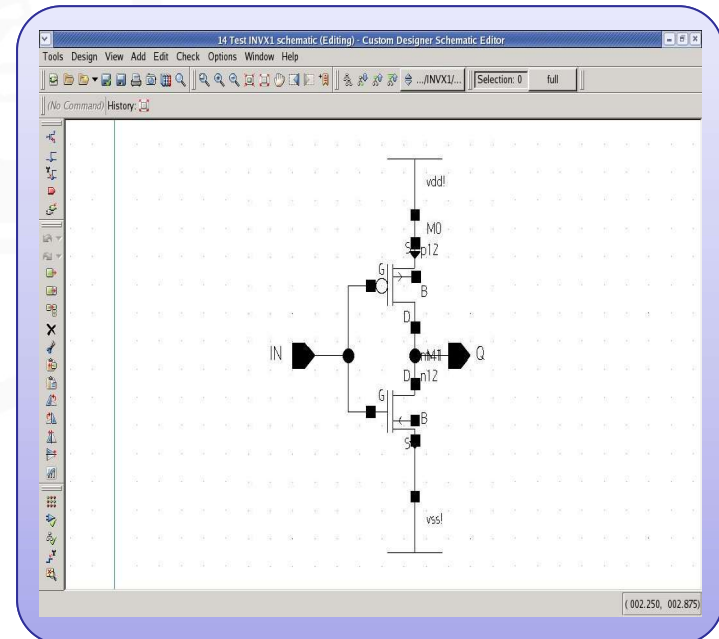 14 Test INVX1 schematic (Editing) - Custom Designer Schematic Editor
Tools Design View Add Edit Check Options Window Help
.../INVX1/... Selection: 0 full
(No Command) History:
vdd!
M0
S p12
G
B
D
IN
Q
D n12
G
B
S
vss!
( 002.250, 002.875)